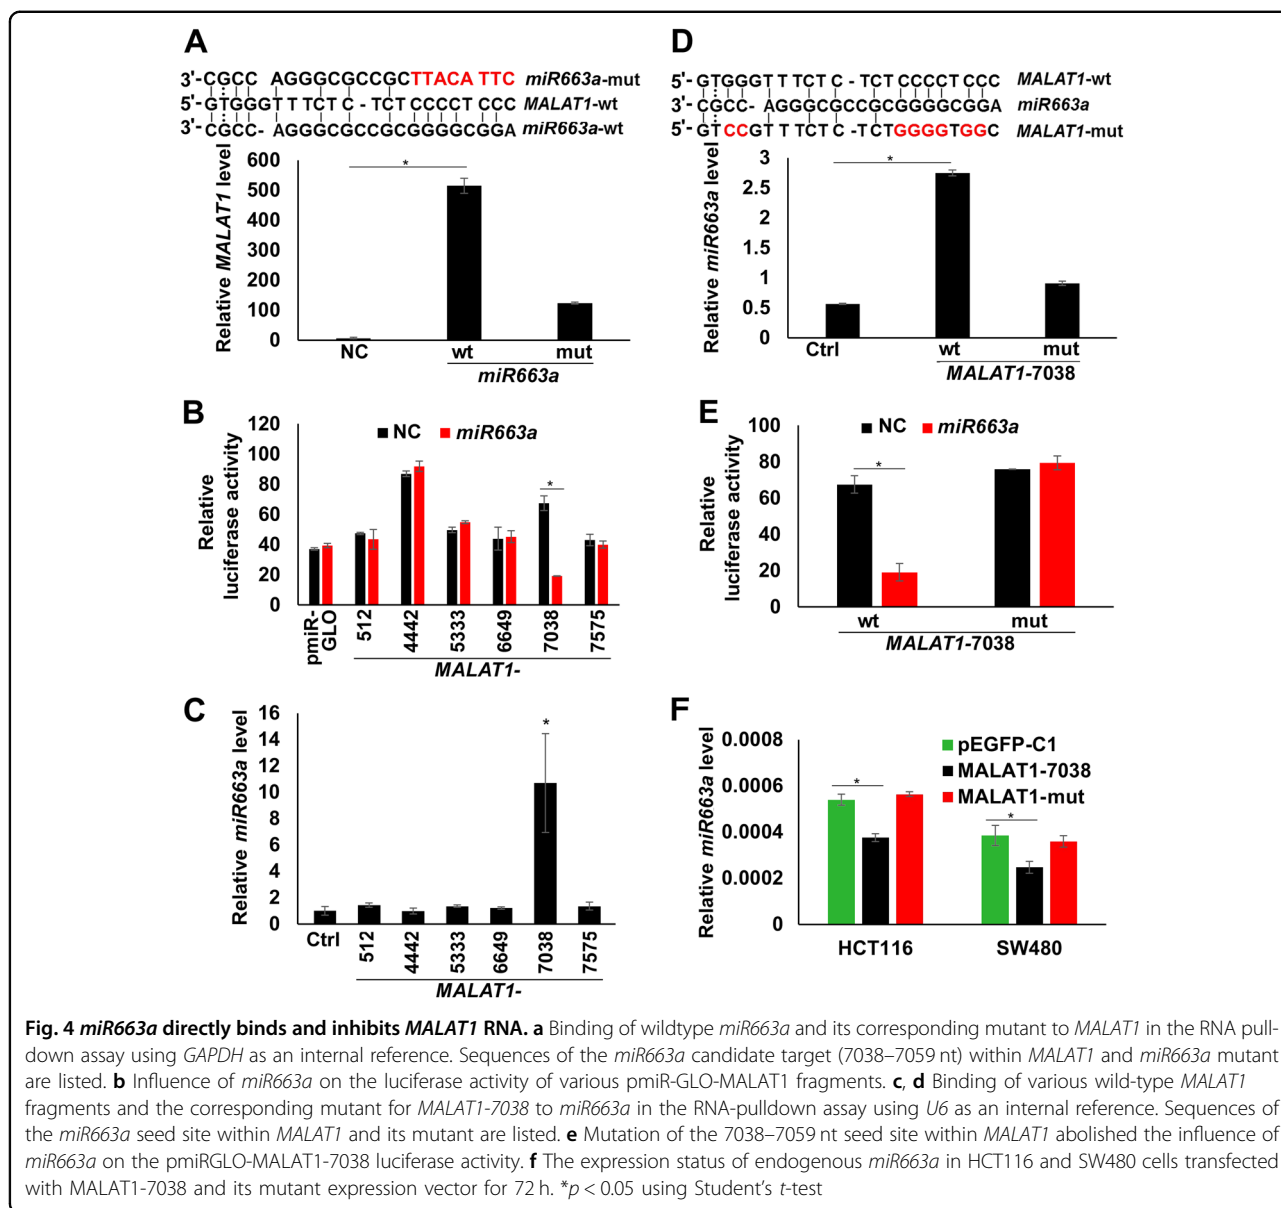 A
3'-CGCC AGGGCGCCGCTTACA TTC miR663a-mut
5'-GTGGGTTTCTC - TCT CCCCT CCC MALAT1-wt
3'-CGCC- AGGGCGCCGCGGGGCGGA miR663a-wt
Relative MALAT1 level
600
500
400
300
200
100
0
*
NC wt mut
miR663a
D
5'- GTGGGTTTCTC - TCT CCCCTCCC MALAT1-wt
CGCC- AGGGCGCCGCGGGGCGGA miR663a
5'- GTCCGTTTCTC -TCTGGGGTGGC MALAT1-mut
Relative miR663a level
3
2.5
2
1.5
1
0.5
0
*
Ctrl wt mut
MALAT1-7038
B
Relative
luciferase activity
120
100
80
60
40
20
0
NC miR663a
*
pmiR-
GLO
512 4442 5333 6649 7038 7575
MALAT1-
E
Relative
luciferase activity
100
80
60
40
20
0
NC miR663a
*
wt mut
MALAT1-7038
C
Relative miR663a level
16
14
12
10
8
6
4
2
0
*
Ctrl 512 4442 5333 6649 7038 7575
MALAT1-
F
Relative miR663a level
0.0008
0.0006
0.0004
0.0002
0
pEGFP-C1
MALAT1-7038
MALAT1-mut
*
*
HCT116 SW480
Fig. 4 miR663a directly binds and inhibits MALAT1 RNA. a Binding of wildtype miR663a and its corresponding mutant to MALAT1 in the RNA pull-
down assay using GAPDH as an internal reference. Sequences of the miR663a candidate target (7038–7059 nt) within MALAT1 and miR663a mutant
are listed. b Influence of miR663a on the luciferase activity of various pmiR-GLO-MALAT1 fragments. c, d Binding of various wild-type MALAT1
fragments and the corresponding mutant for MALAT1-7038 to miR663a in the RNA-pulldown assay using U6 as an internal reference. Sequences of
the miR663a seed site within MALAT1 and its mutant are listed. e Mutation of the 7038–7059 nt seed site within MALAT1 abolished the influence of
miR663a on the pmiRGLO-MALAT1-7038 luciferase activity. f The expression status of endogenous miR663a in HCT116 and SW480 cells transfected
with MALAT1-7038 and its mutant expression vector for 72 h. *p < 0.05 using Student's t-test